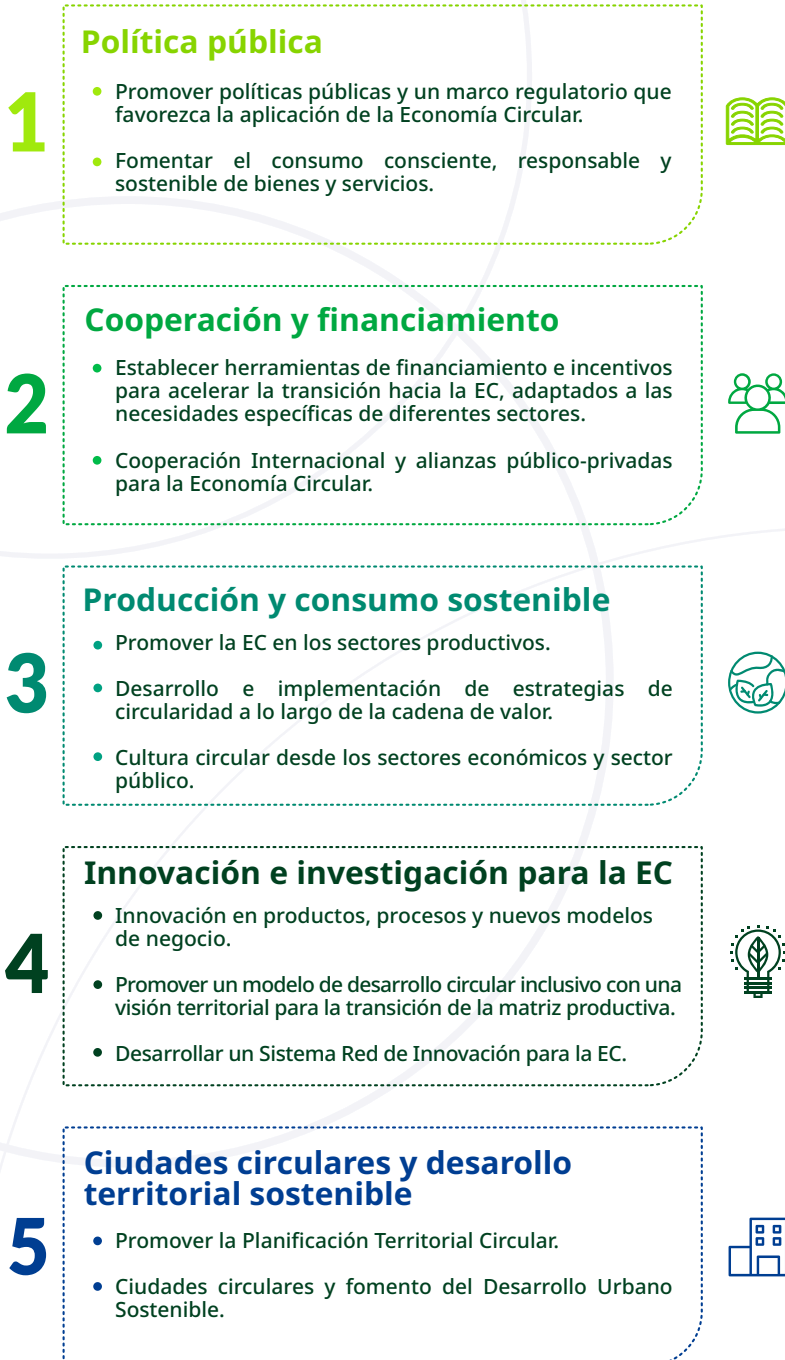 1
Política pública
Promover políticas públicas y un marco regulatorio que
favorezca la aplicación de la Economía Circular.
Fomentar el consumo consciente, responsable y
sostenible de bienes y servicios.
2
Cooperación y financiamiento
Establecer herramientas de financiamiento e incentivos
para acelerar la transición hacia la EC, adaptados a las
necesidades específicas de diferentes sectores.
Cooperación Internacional y alianzas público-privadas
para la Economía Circular.
3
Producción y consumo sostenible
Promover la EC en los sectores productivos.
Desarrollo e implementación de estrategias de
circularidad a lo largo de la cadena de valor.
Cultura circular desde los sectores económicos y sector
público.
4
Innovación e investigación para la EC
Innovación en productos, procesos y nuevos modelos
de negocio.
Promover un modelo de desarrollo circular inclusivo con una
visión territorial para la transición de la matriz productiva.
Desarrollar un Sistema Red de Innovación para la EC.
5
Ciudades circulares y desarollo
territorial sostenible
Promover la Planificación Territorial Circular.
Ciudades circulares y fomento del Desarrollo Urbano
Sostenible.